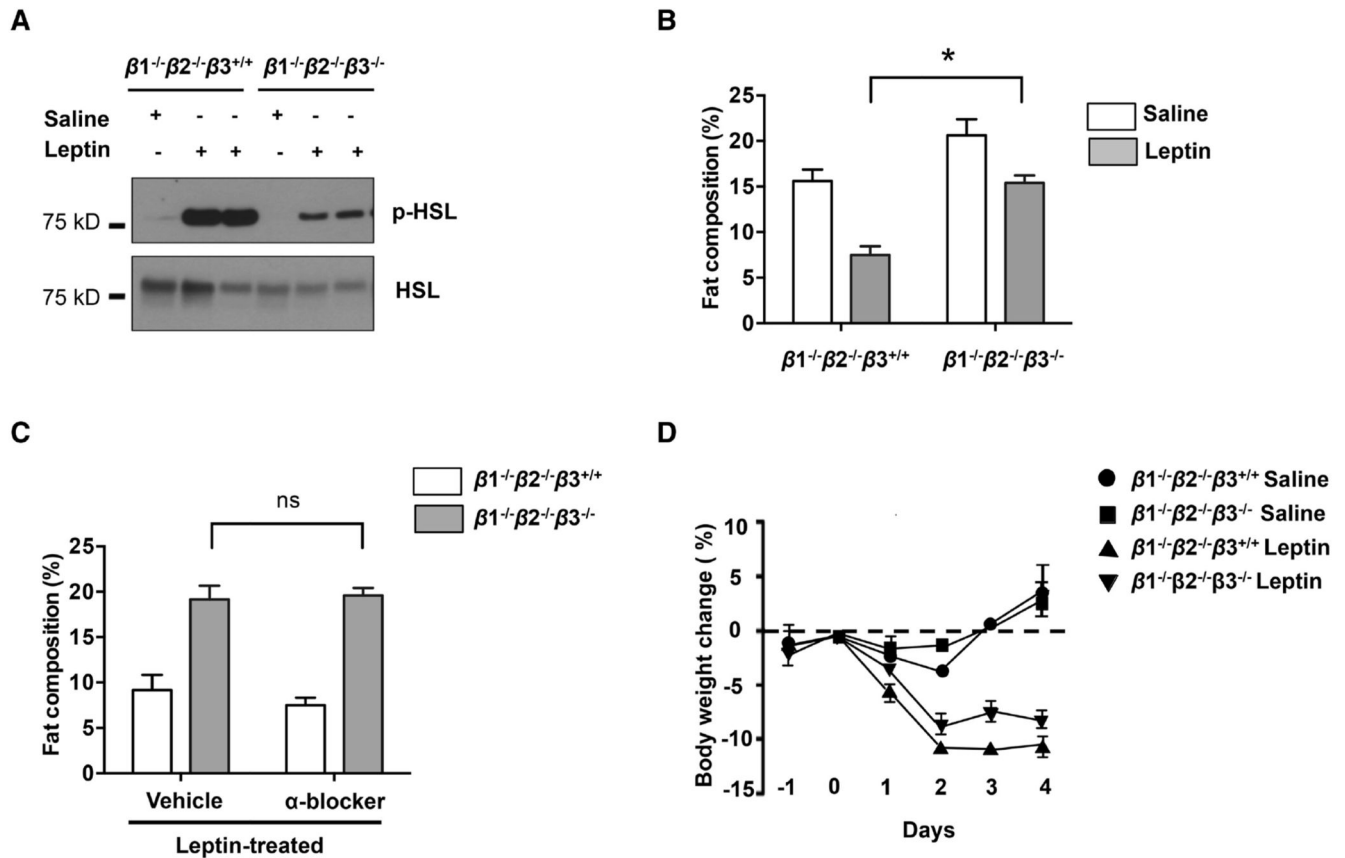 A
β1-/-β2-/-β3+/+ β1-/-β2-/-β3-/-
Saline + - - + - -
Leptin - + + - + +
75 kD p-HSL
75 kD HSL
B
*
Fat composition (%)
25
20
15
10
5
0
β1-/-β2-/-β3+/+ β1-/-β2-/-β3-/-
Saline
Leptin
C
β1-/-β2-/-β3+/+
β1-/-β2-/-β3-/-
ns
Fat composition (%)
25
20
15
10
5
0
Vehicle α-blocker
Leptin-treated
D
β1-/-β2-/-β3+/+ Saline
β1-/-β2-/-β3-/- Saline
β1-/-β2-/-β3+/+ Leptin
β1-/-β2-/-β3-/- Leptin
Body weight change ( %)
10
5
0
-5
-10
-15
-1 0 1 2 3 4
Days